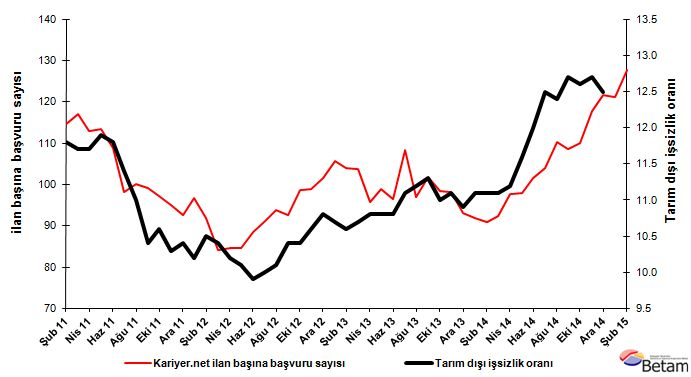 ilan başına başvuru sayısı
140
130
120
110
100
90
80
70
13.5
13.0
12.5
12.0
11.5
11.0
10.5
10.0
9.5
Tarım dışı işsizlik oranı
Şub 11
Nis 11
Haz 11
Ağu 11
Eki 11
Ara 11
Şub 12
Nis 12
Haz 12
Ağu 12
Eki 12
Ara 12
Şub 13
Nis 13
Haz 13
Ağu 13
Eki 13
Ara 13
Şub 14
Nis 14
Haz 14
Ağu 14
Eki 14
Ara 14
Şub 15
Kariyer.net ilan başına başvuru sayısı
Tarım dışı işsizlik oranı
Betam